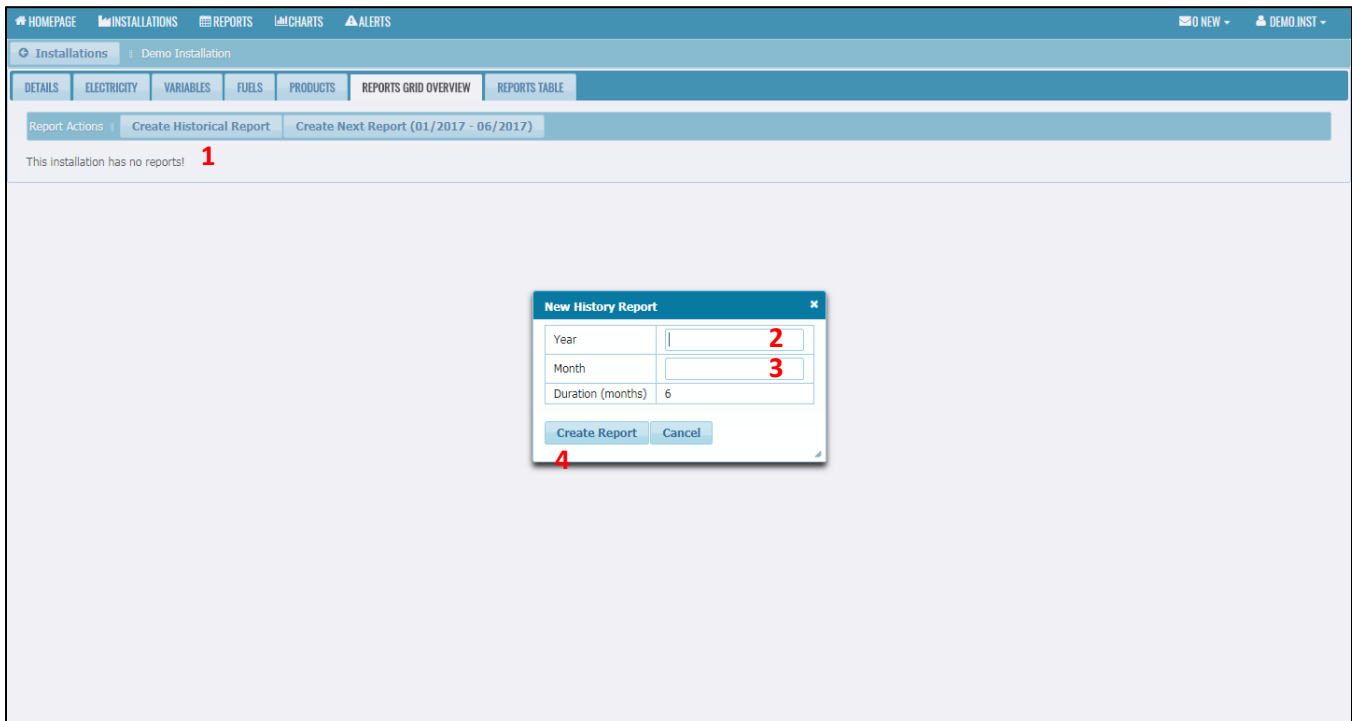 HOMEPAGE INSTALLATIONS REPORTS CHARTS ALERTS 0 NEW DEMO.INST
Installations Demo Installation
DETAILS ELECTRICITY VARIABLES FUELS PRODUCTS REPORTS GRID OVERVIEW REPORTS TABLE
Report Actions Create Historical Report Create Next Report (01/2017 - 06/2017)
This installation has no reports! 1
New History Report
Year 2
Month 3
Duration (months) 6
Create Report Cancel
4